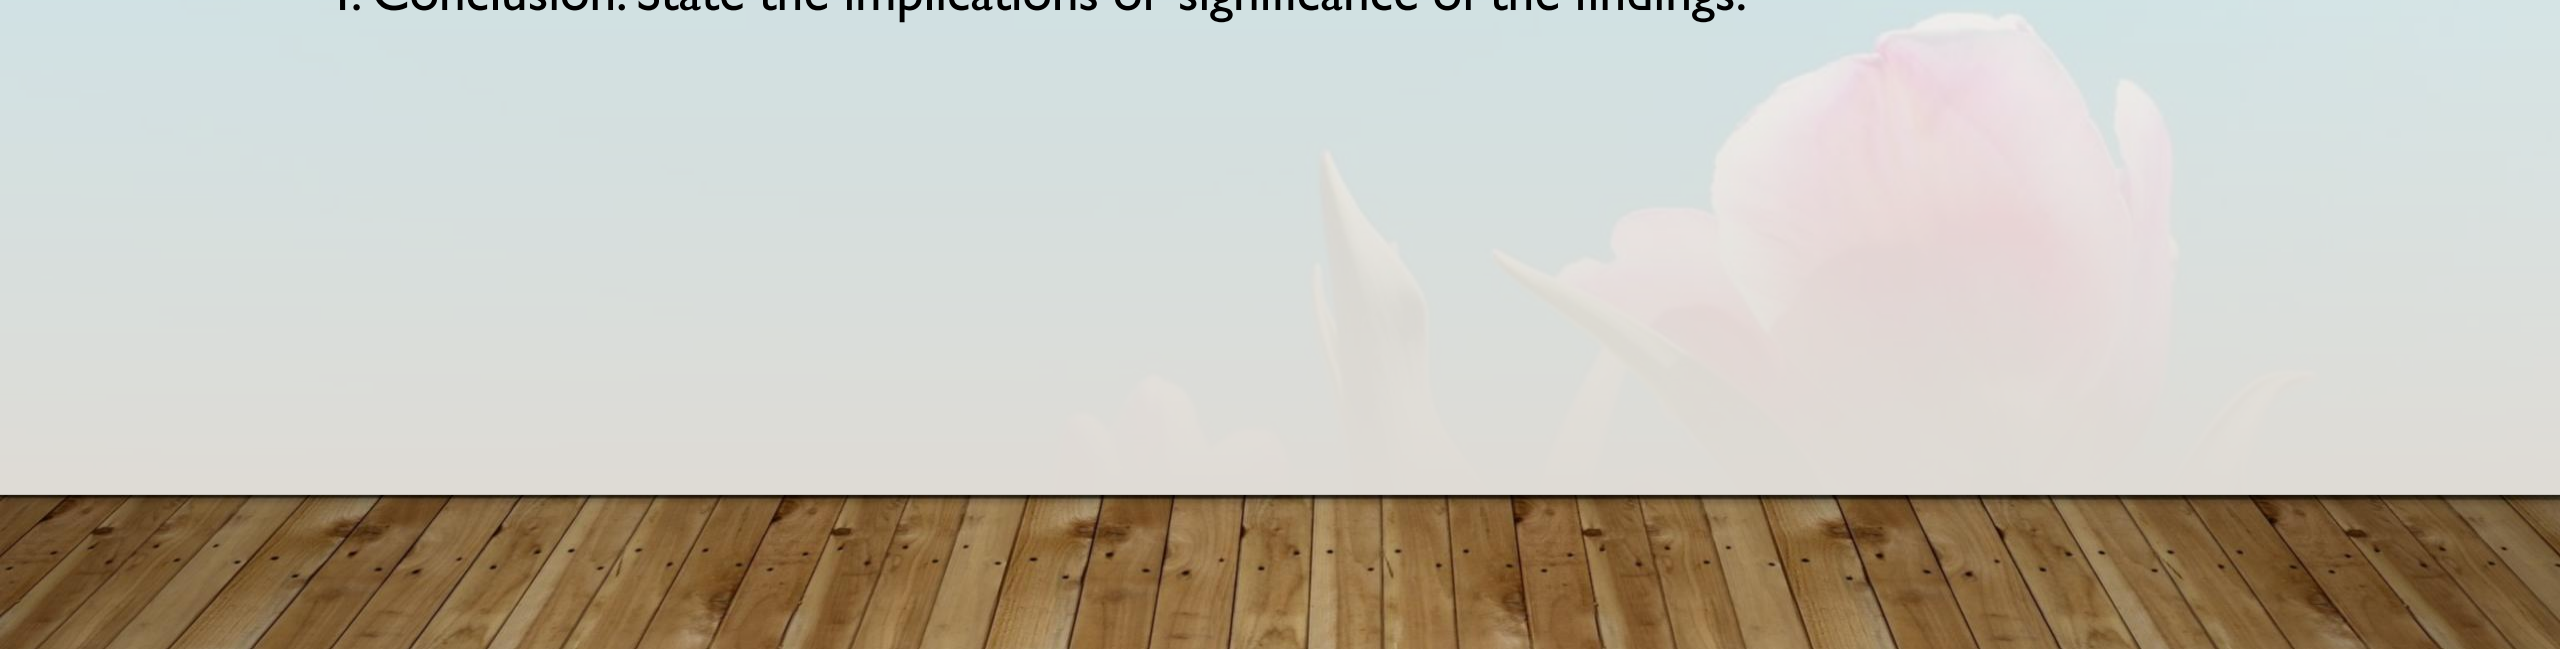 Conclusion: State the implications or significance of the findings.